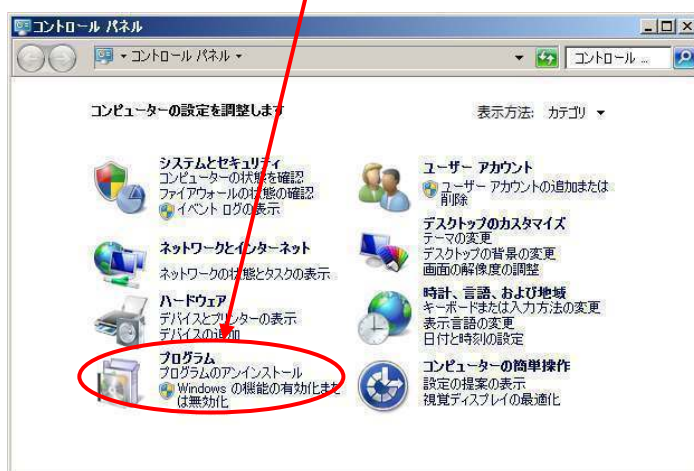 コントロール パネル
コントロール パネル
コントロール ...
コンピューターの設定を調整します
表示方法: カテゴリ
システムとセキュリティ
コンピューターの状態を確認
ファイアウォールの状態の確認
イベント ログの表示
ネットワークとインターネット
ネットワークの状態とタスクの表示
ハードウェア
デバイスとプリンターの表示
デバイスの追加
プログラム
プログラムのアンインストール
Windows の機能の有効化また
は無効化
ユーザー アカウント
ユーザー アカウントの追加または
削除
デスクトップのカスタマイズ
テーマの変更
デスクトップの背景の変更
画面の解像度の調整
時計、言語、および地域
キーボードまたは入力方法の変更
表示言語の変更
日付と時刻の設定
コンピューターの簡単操作
設定の提案の表示
視覚ディスプレイの最適化